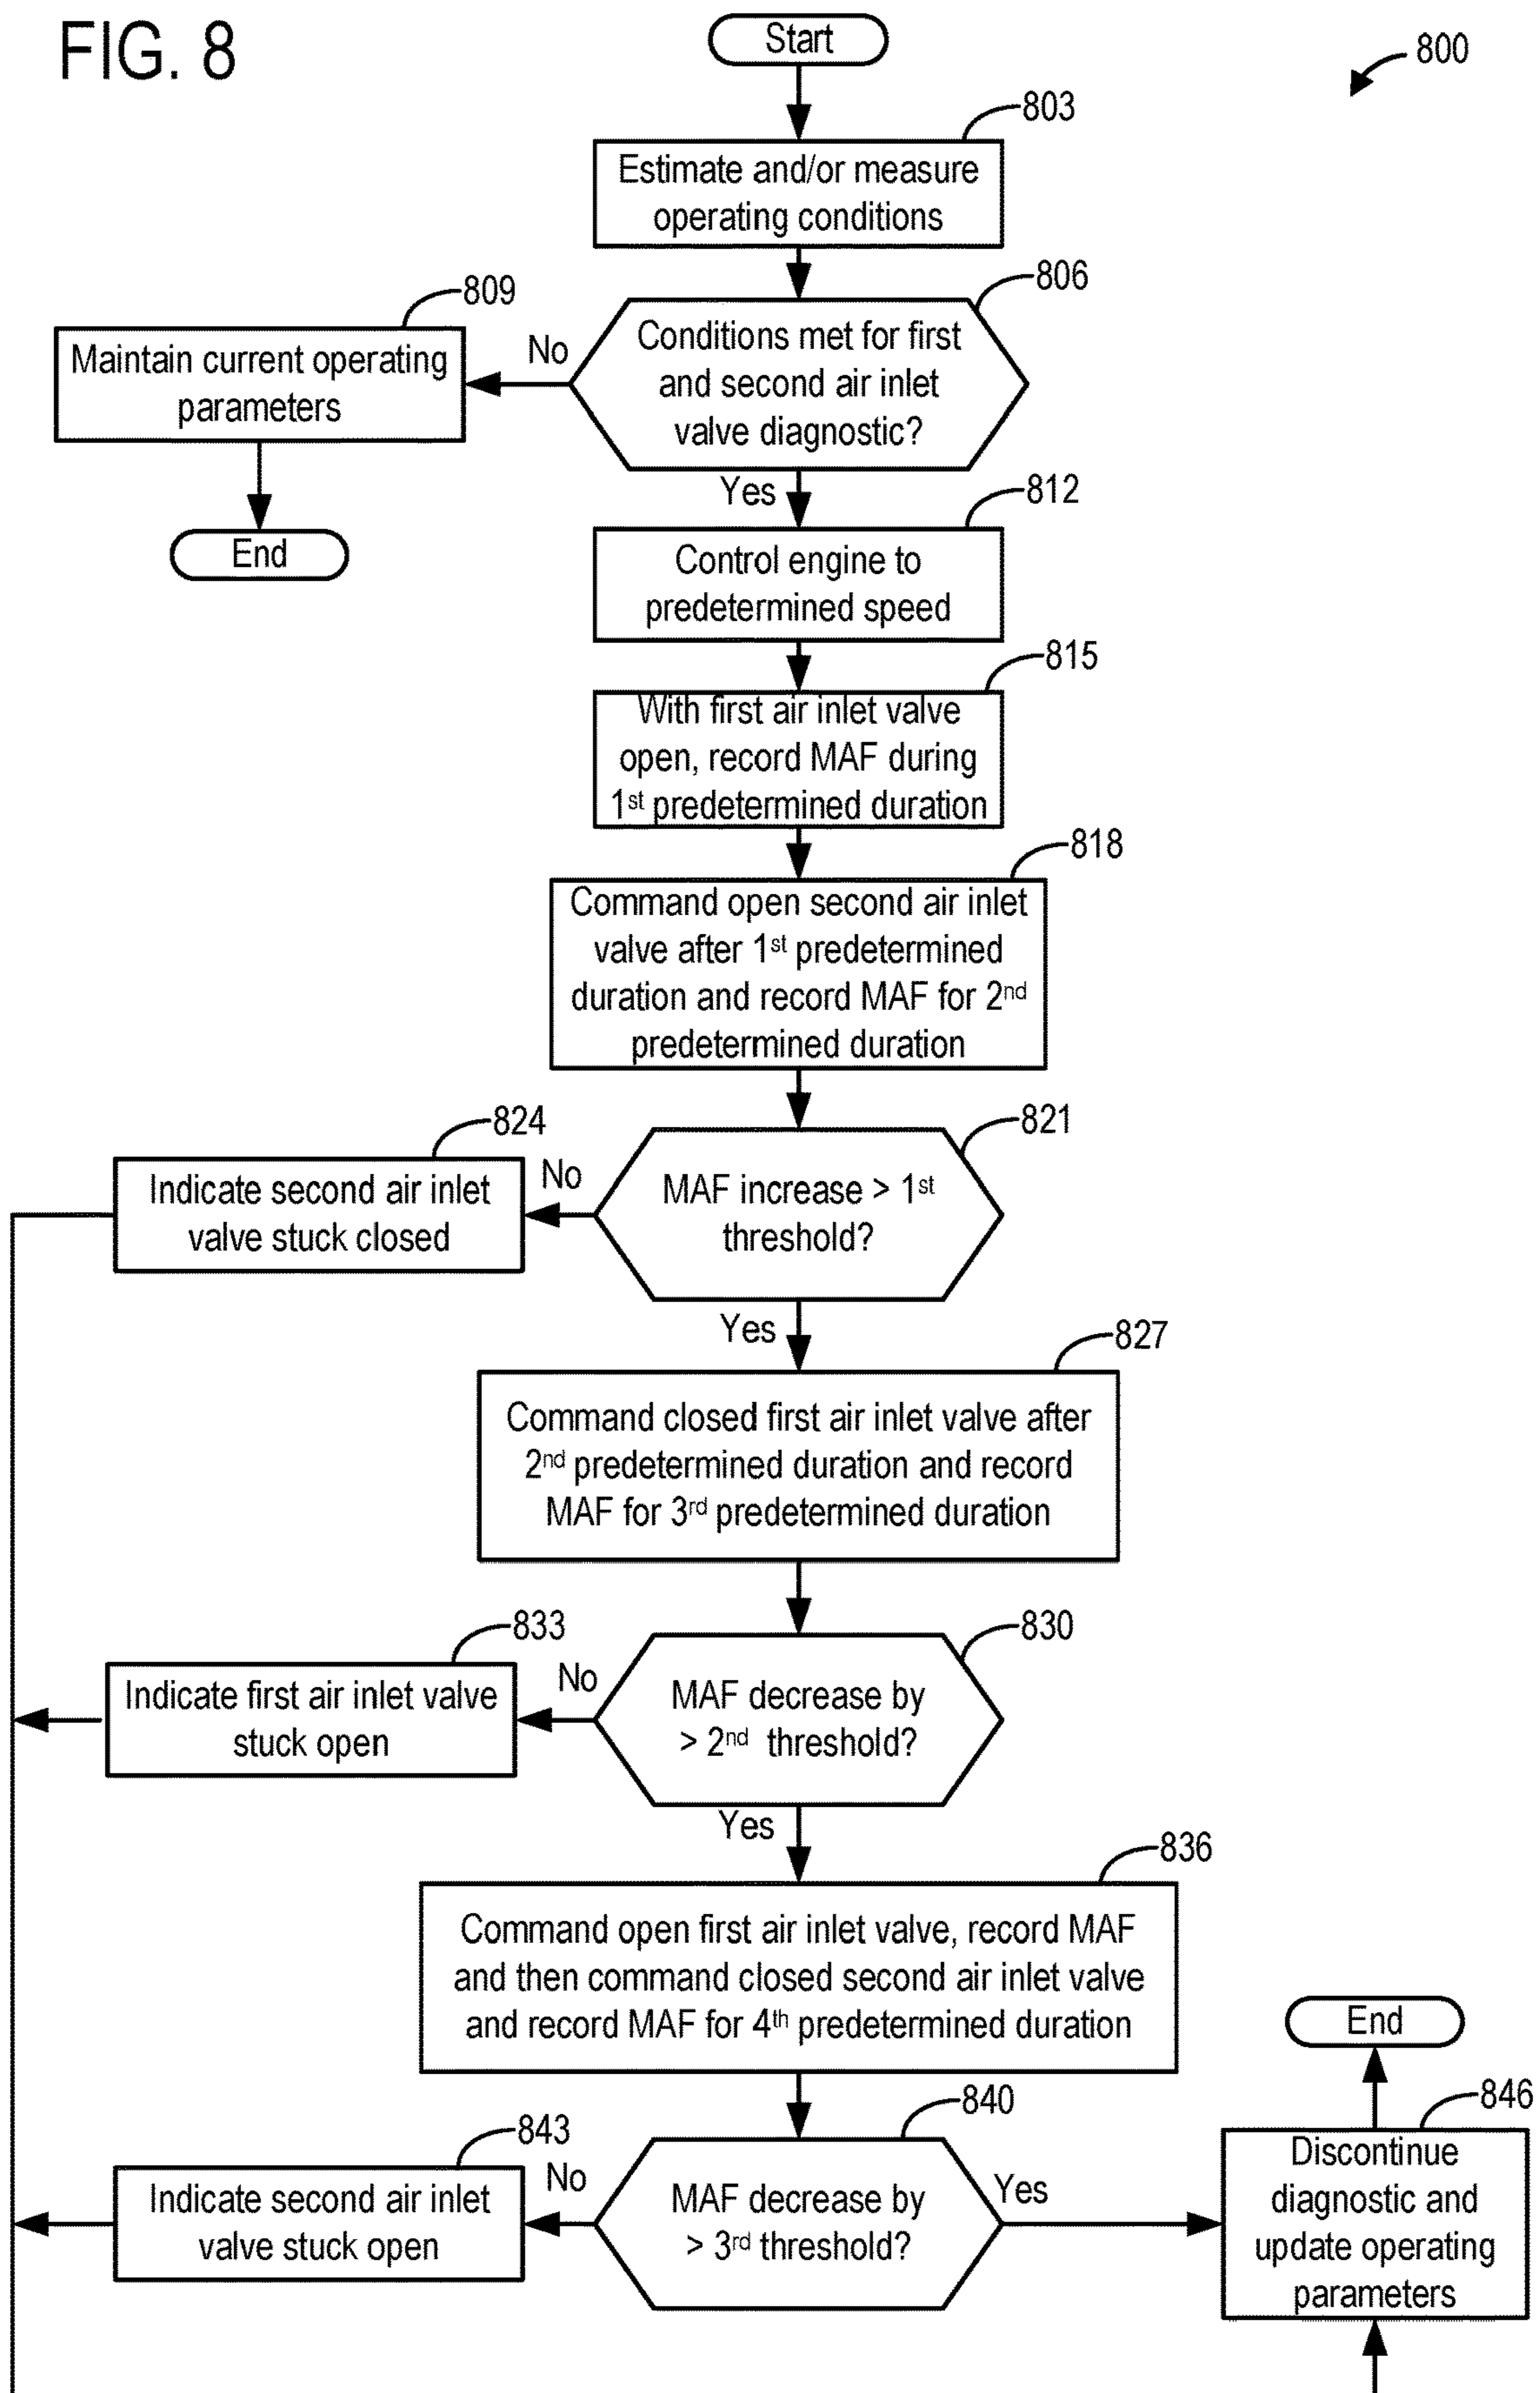 FIG. 8
Start
800
803
Estimate and/or measure
operating conditions
806
809
Conditions met for first
and second air inlet
valve diagnostic?
No
Maintain current operating
parameters
End
Yes
812
Control engine to
predetermined speed
815
With first air inlet valve
open, record MAF during
1st predetermined duration
818
Command open second air inlet
valve after 1st predetermined
duration and record MAF for 2nd
predetermined duration
821
824
MAF increase > 1st
threshold?
No
Indicate second air inlet
valve stuck closed
Yes
827
Command closed first air inlet valve after
2nd predetermined duration and record
MAF for 3rd predetermined duration
830
833
MAF decrease by
> 2nd threshold?
No
Indicate first air inlet valve
stuck open
Yes
836
Command open first air inlet valve, record MAF
and then command closed second air inlet valve
and record MAF for 4th predetermined duration
840
843
MAF decrease by
> 3rd threshold?
No
Indicate second air inlet
valve stuck open
Yes
846
Discontinue
diagnostic and
update operating
parameters
End